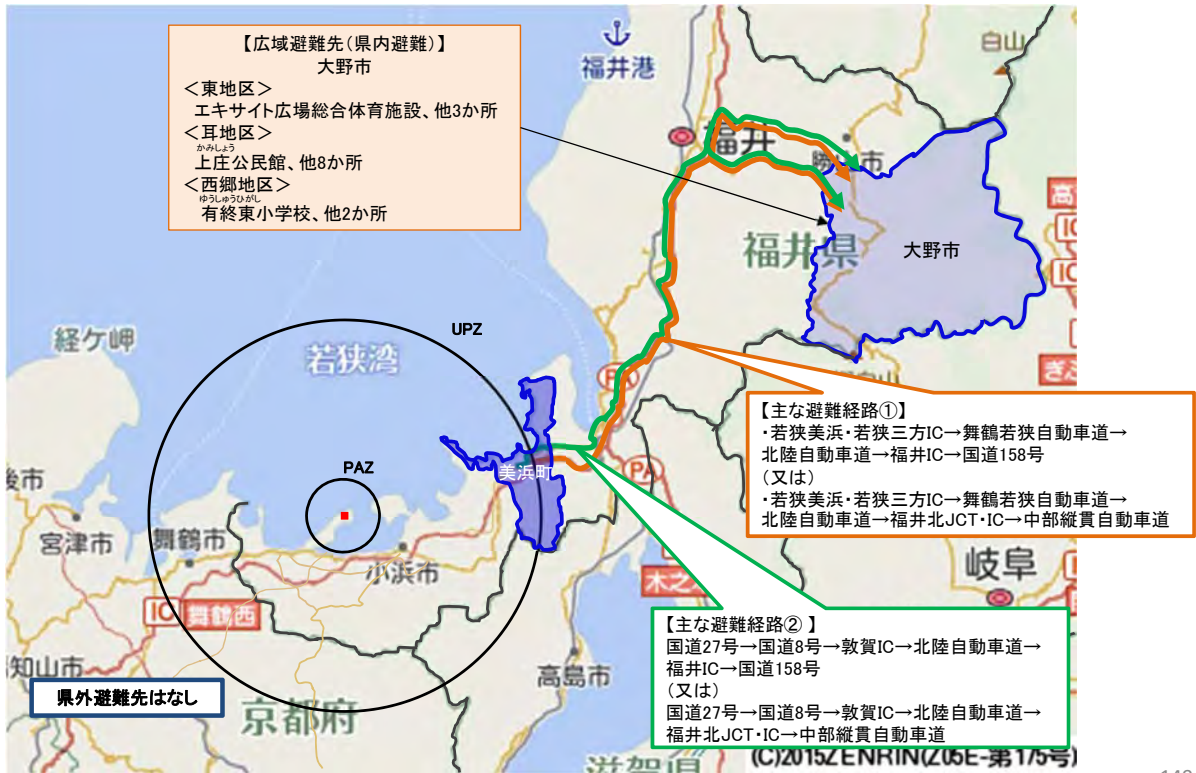 【広域避難先(県内避難)】
大野市
＜東地区＞
エキサイト広場総合体育施設、他3か所
＜耳地区＞
かみしょう
上庄公民館、他8か所
＜西郷地区＞
ゆうしゅうひがし
有終東小学校、他2か所
福井港
白山
福井
勝山市
福井県
大野市
経ケ岬
若狭湾
UPZ
PAZ
PA
美浜町
PA
IC
IC
ぎふ
【主な避難経路①】
・若狭美浜・若狭三方IC→舞鶴若狭自動車道→
北陸自動車道→福井IC→国道158号
(又は)
・若狭美浜・若狭三方IC→舞鶴若狭自動車道→
北陸自動車道→福井北JCT・IC→中部縦貫自動車道
後市
宮津市
舞鶴市
小浜市
木之
岐阜
IC
舞鶴西
知山市
高島市
県外避難先はなし
京都府
滋賀県
【主な避難経路② 】
国道27号→国道8号→敦賀IC→北陸自動車道→
福井IC→国道158号
(又は)
国道27号→国道8号→敦賀IC→北陸自動車道→
福井北JCT・IC→中部縦貫自動車道
(C)2015ZENRIN(Z05E-第175号)